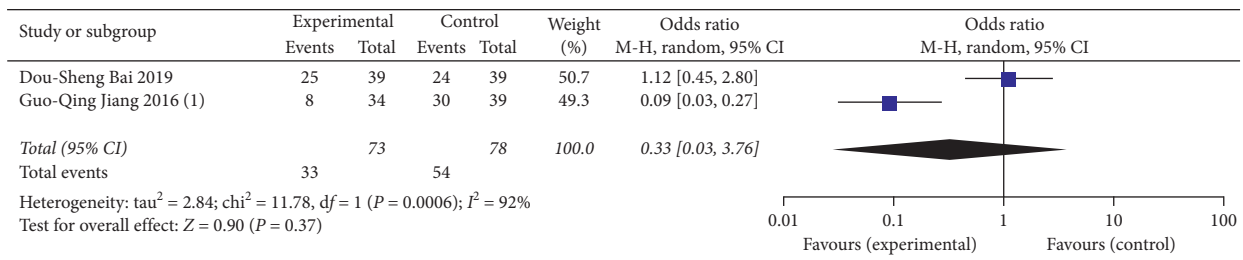 Study or subgroup Experimental Control Weight Odds ratio Odds ratio
Events Total Events Total (%) M-H, random, 95% CI M-H, random, 95% CI
Dou-Sheng Bai 2019 25 39 24 39 50.7 1.12 [0.45, 2.80]
Guo-Qing Jiang 2016 (1) 8 34 30 39 49.3 0.09 [0.03, 0.27]
Total (95% CI) 73 78 100.0 0.33 [0.03, 3.76]
Total events 33 54
Heterogeneity: tau² = 2.84; chi² = 11.78, df = 1 (P = 0.0006); I² = 92%
Test for overall effect: Z = 0.90 (P = 0.37)
0.01 0.1 1 10 100
Favours (experimental) Favours (control)